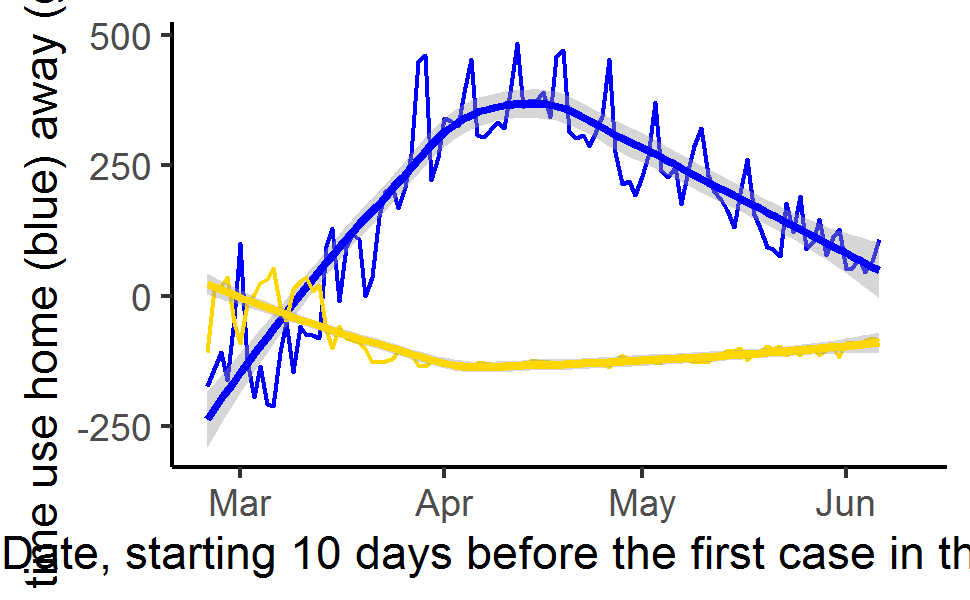 time use home (blue) away (
500
250
0
-250
Mar Apr May Jun
Date, starting 10 days before the first case in th